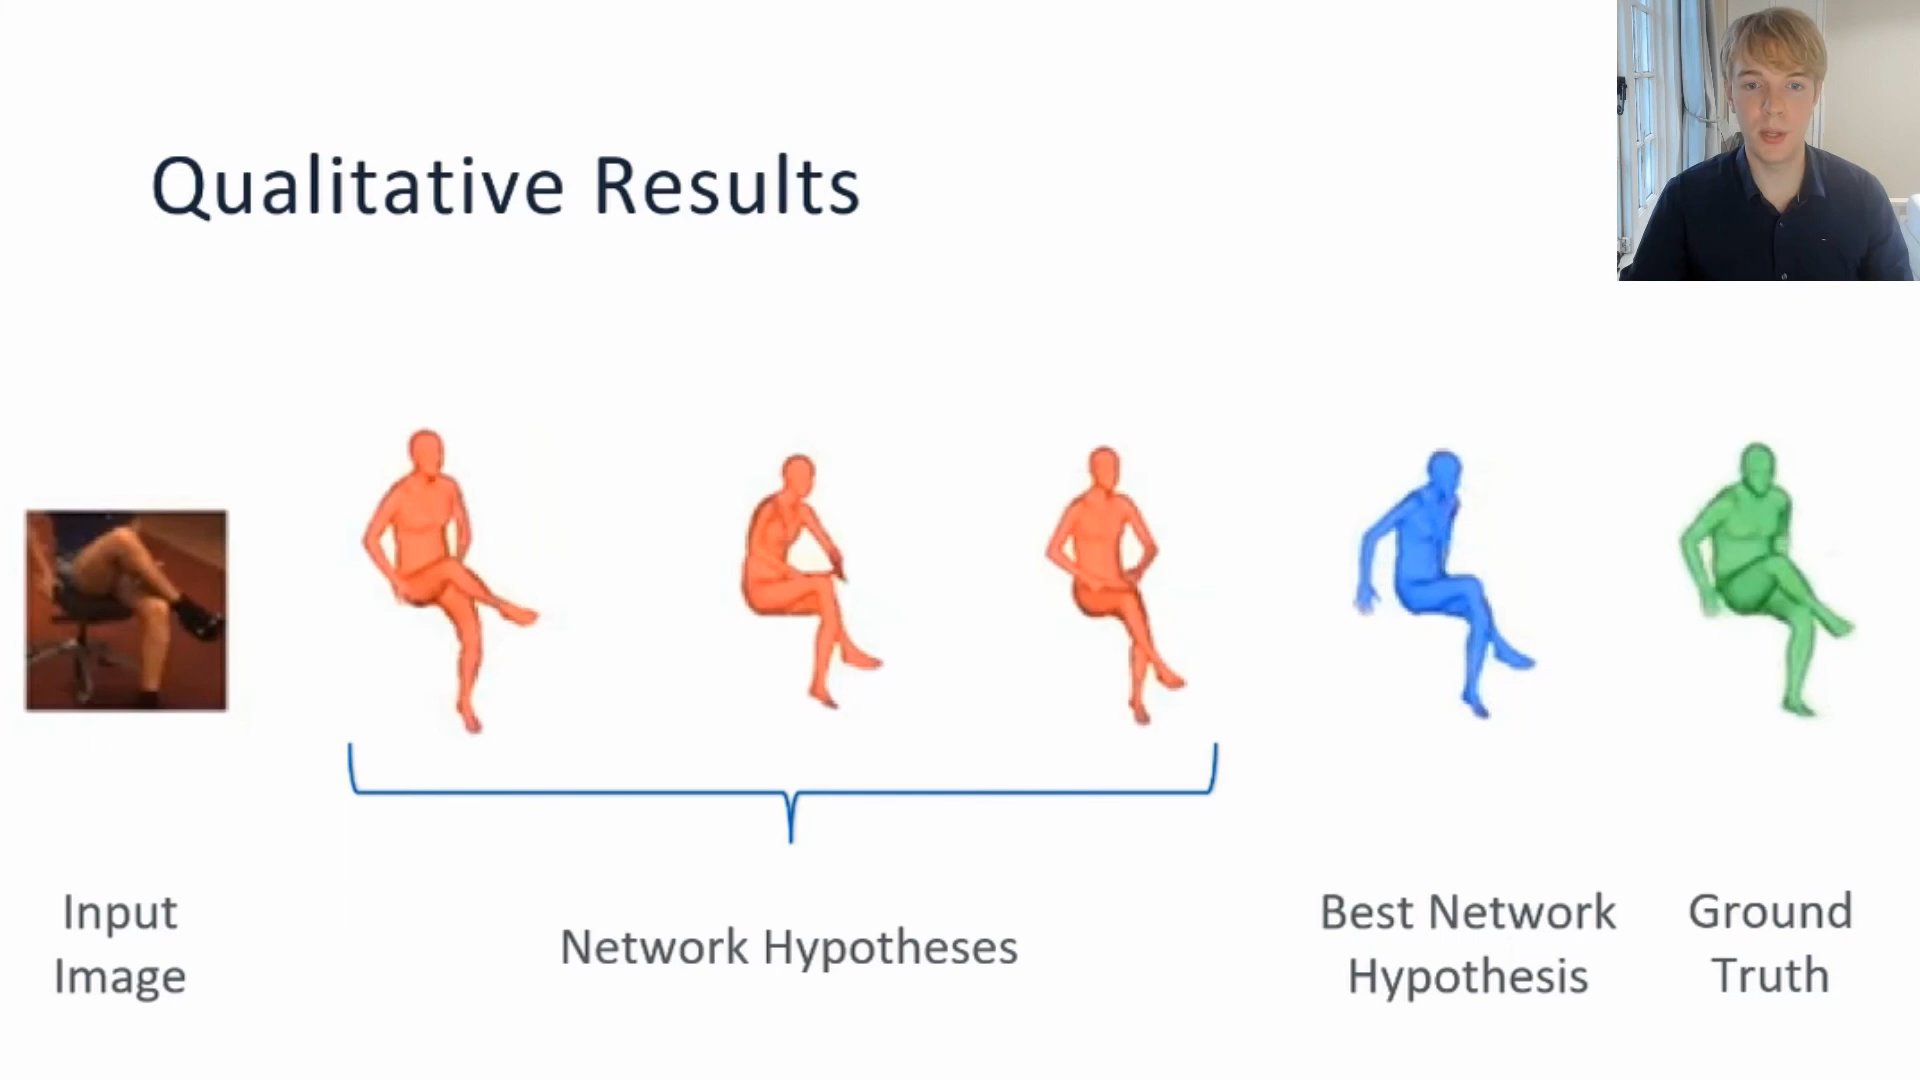 Qualitative Results
Input
Image
Network Hypotheses
Best Network
Hypothesis
Ground
Truth